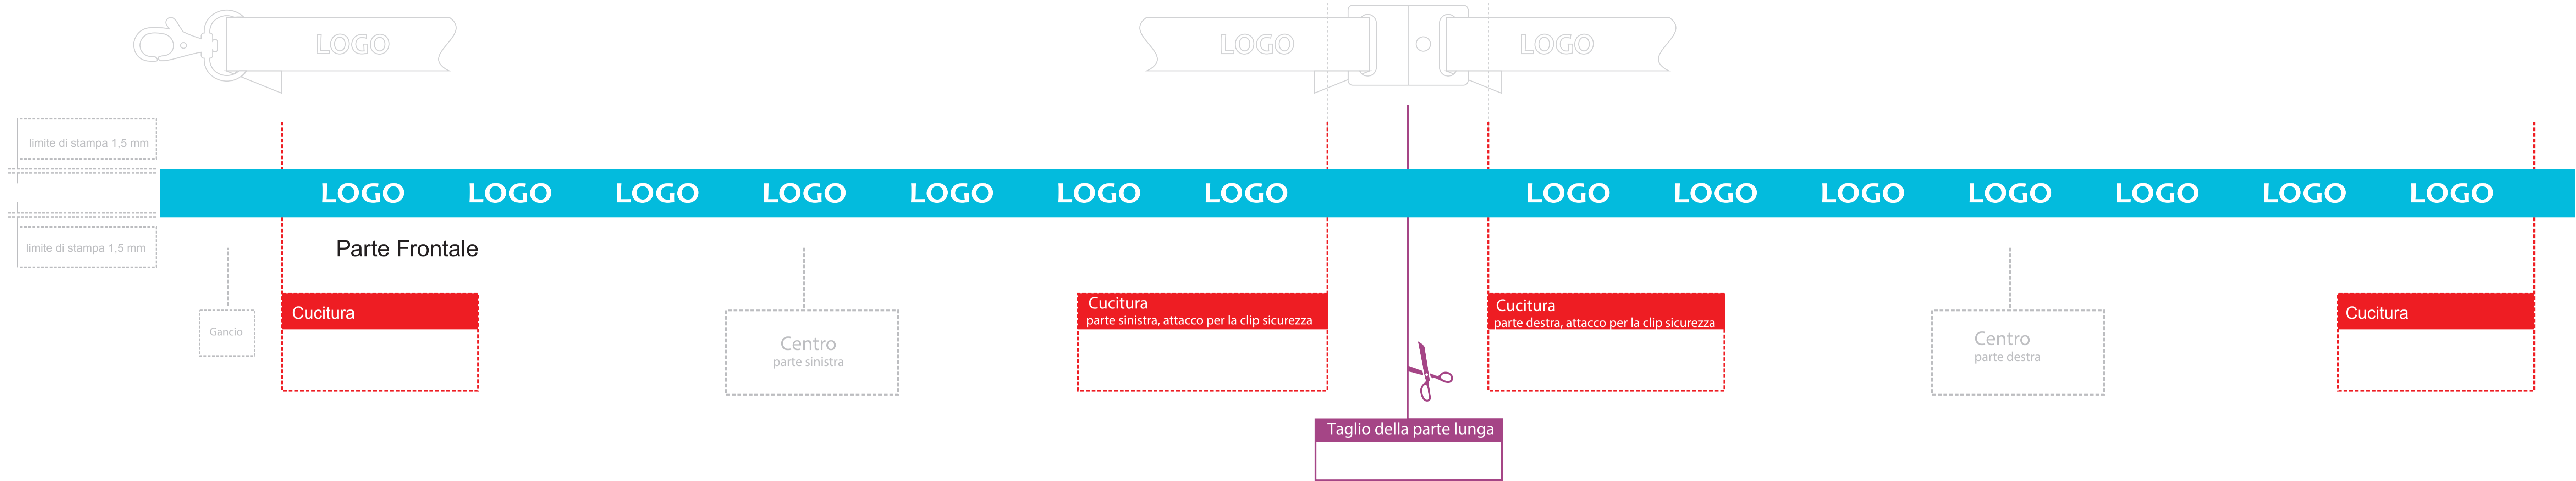 LOGO
LOGO
LOGO
limite di stampa 1,5 mm
LOGO LOGO LOGO LOGO LOGO LOGO LOGO LOGO LOGO LOGO LOGO LOGO LOGO LOGO
limite di stampa 1,5 mm
Parte Frontale
Gancio
Cucitura
Centro
parte sinistra
Cucitura
parte sinistra, attacco per la clip sicurezza
Cucitura
parte destra, attacco per la clip sicurezza
Centro
parte destra
Cucitura
Taglio della parte lunga